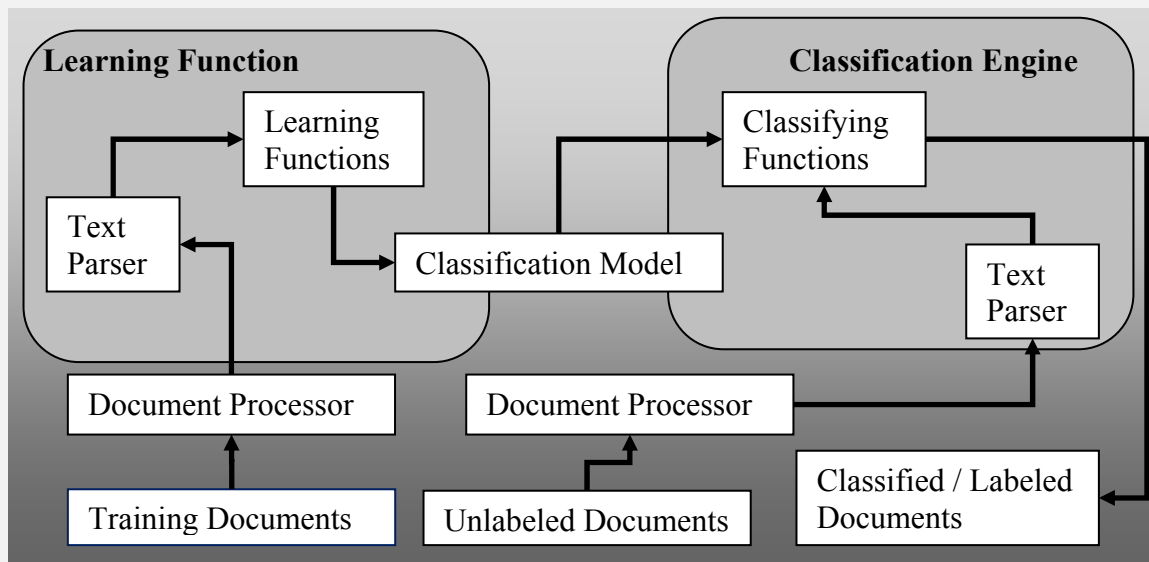 Learning Function
Classification Engine
Learning
Functions
Classifying
Functions
Text
Parser
Classification Model
Text
Parser
Document Processor
Document Processor
Training Documents
Unlabeled Documents
Classified / Labeled
Documents